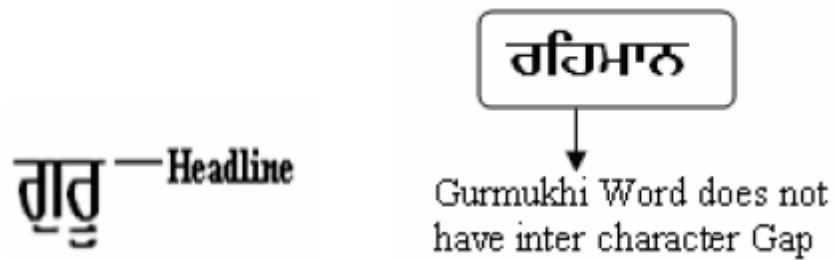 ਗੁਰੂ Headline
ਰਹਿਮਾਨ
Gurmukhi Word does not
have inter character Gap